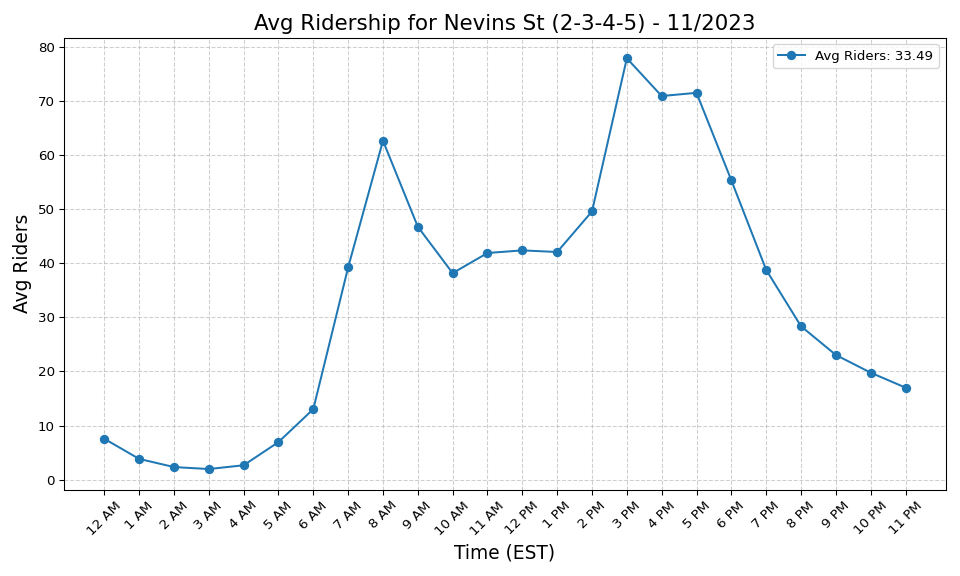 Avg Ridership for Nevins St (2-3-4-5) - 11/2023
Avg Riders: 33.49
Avg Riders
80
70
60
50
40
30
20
10
0
12 AM 1 AM 2 AM 3 AM 4 AM 5 AM 6 AM 7 AM 8 AM 9 AM 10 AM 11 AM 12 PM 1 PM 2 PM 3 PM 4 PM 5 PM 6 PM 7 PM 8 PM 9 PM 10 PM 11 PM
Time (EST)